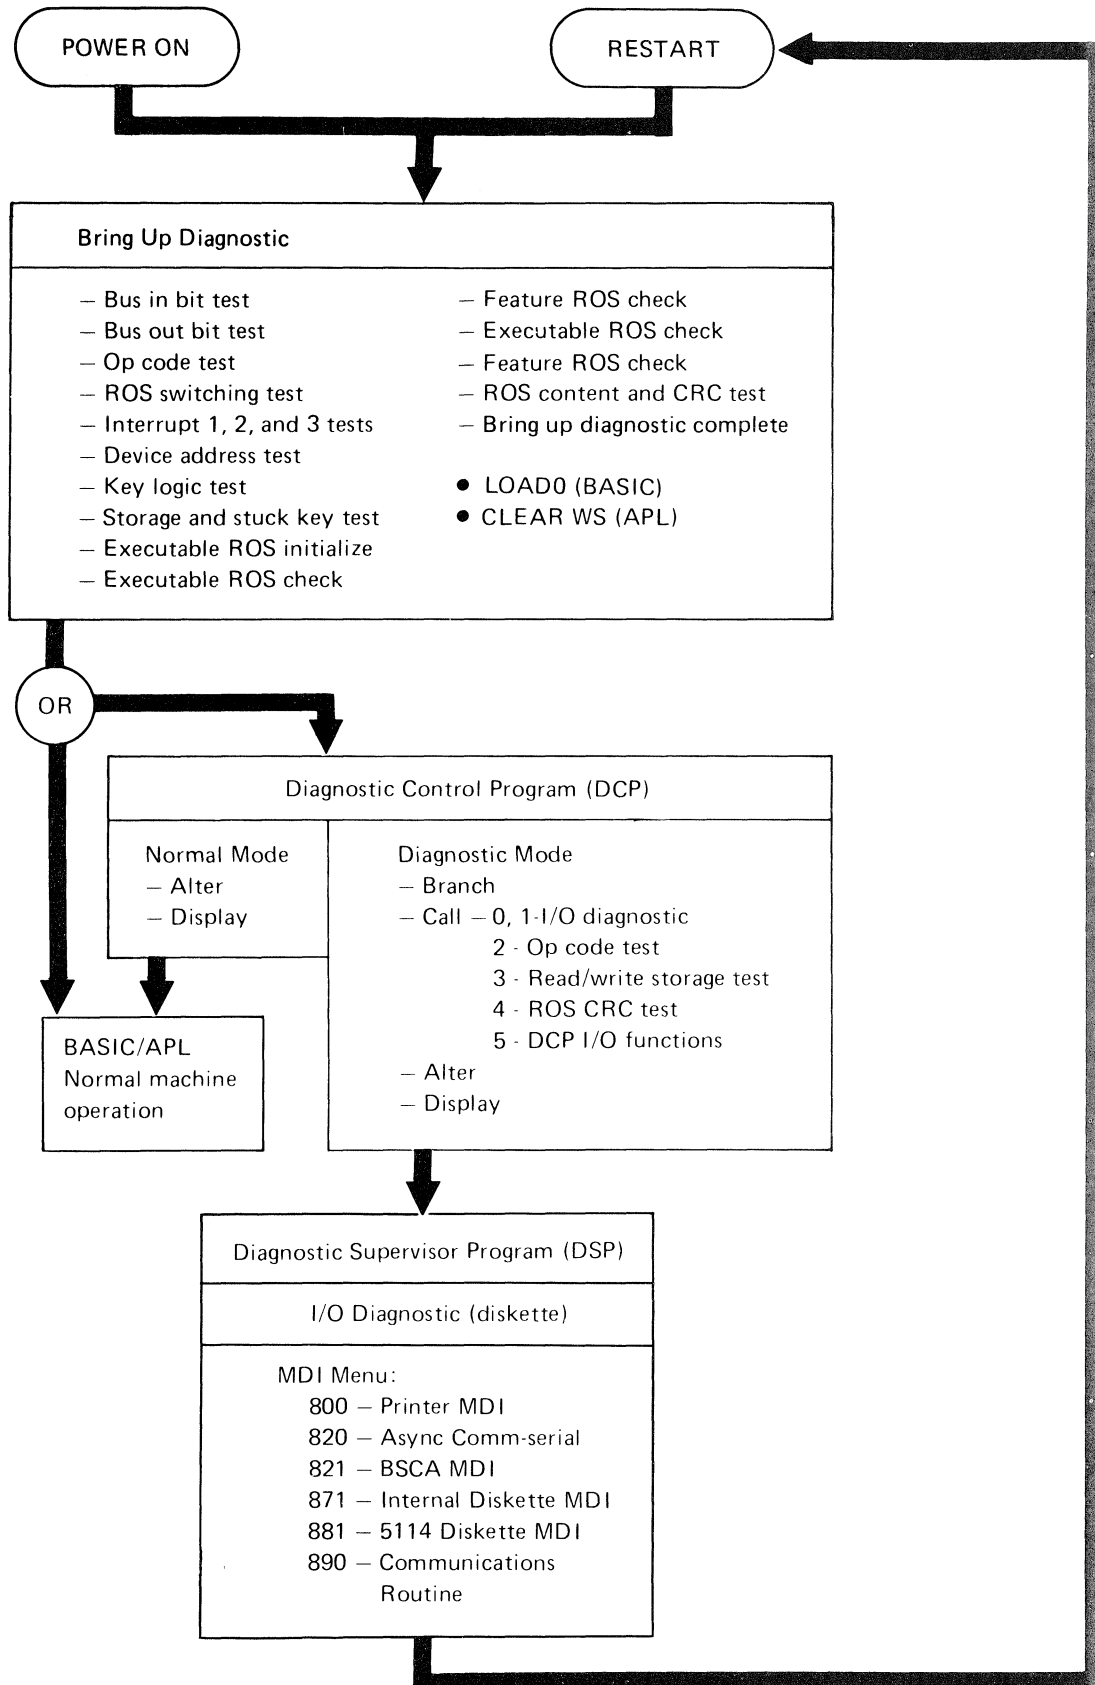 POWER ON
RESTART
Bring Up Diagnostic
— Bus in bit test
— Bus out bit test
— Op code test
— ROS switching test
— Interrupt 1, 2, and 3 tests
— Device address test
— Key logic test
— Storage and stuck key test
— Executable ROS initialize
— Executable ROS check
— Feature ROS check
— Executable ROS check
— Feature ROS check
— ROS content and CRC test
— Bring up diagnostic complete
● LOAD0 (BASIC)
● CLEAR WS (APL)
OR
Diagnostic Control Program (DCP)
Normal Mode
— Alter
— Display
Diagnostic Mode
— Branch
— Call — 0, 1-I/O diagnostic
2 - Op code test
3 - Read/write storage test
4 - ROS CRC test
5 - DCP I/O functions
— Alter
— Display
BASIC/APL
Normal machine
operation
Diagnostic Supervisor Program (DSP)
I/O Diagnostic (diskette)
MDI Menu:
800 — Printer MDI
820 — Async Comm-serial
821 — BSCA MDI
871 — Internal Diskette MDI
881 — 5114 Diskette MDI
890 — Communications
Routine